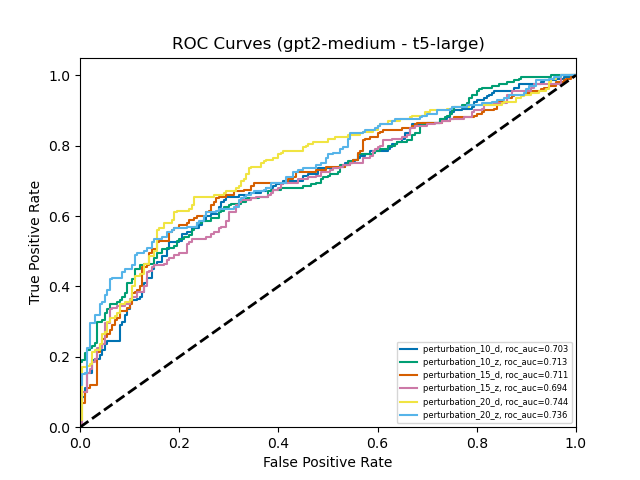 ROC Curves (gpt2-medium - t5-large)
True Positive Rate
1.0
0.8
0.6
0.4
0.2
0.0
perturbation_10_d, roc_auc=0.703
perturbation_10_z, roc_auc=0.713
perturbation_15_d, roc_auc=0.711
perturbation_15_z, roc_auc=0.694
perturbation_20_d, roc_auc=0.744
perturbation_20_z, roc_auc=0.736
0.0 0.2 0.4 0.6 0.8 1.0
False Positive Rate